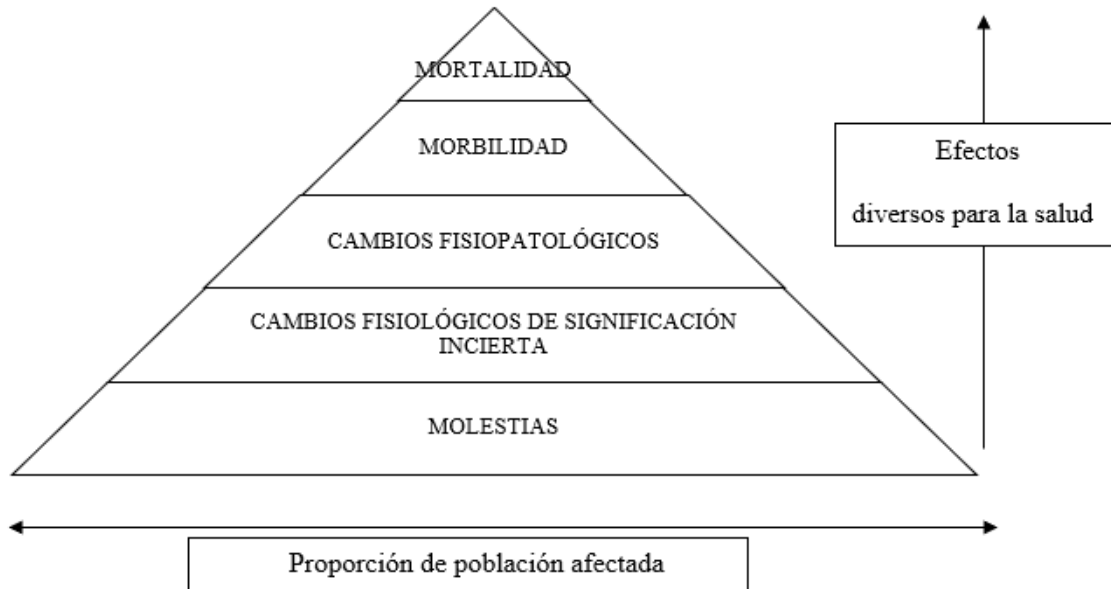 MORTALIDAD
MORBILIDAD
Efectos
diversos para la salud
CAMBIOS FISIOPATOLÓGICOS
CAMBIOS FISIOLÓGICOS DE SIGNIFICACIÓN
INCIERTA
MOLESTIAS
Proporción de población afectada